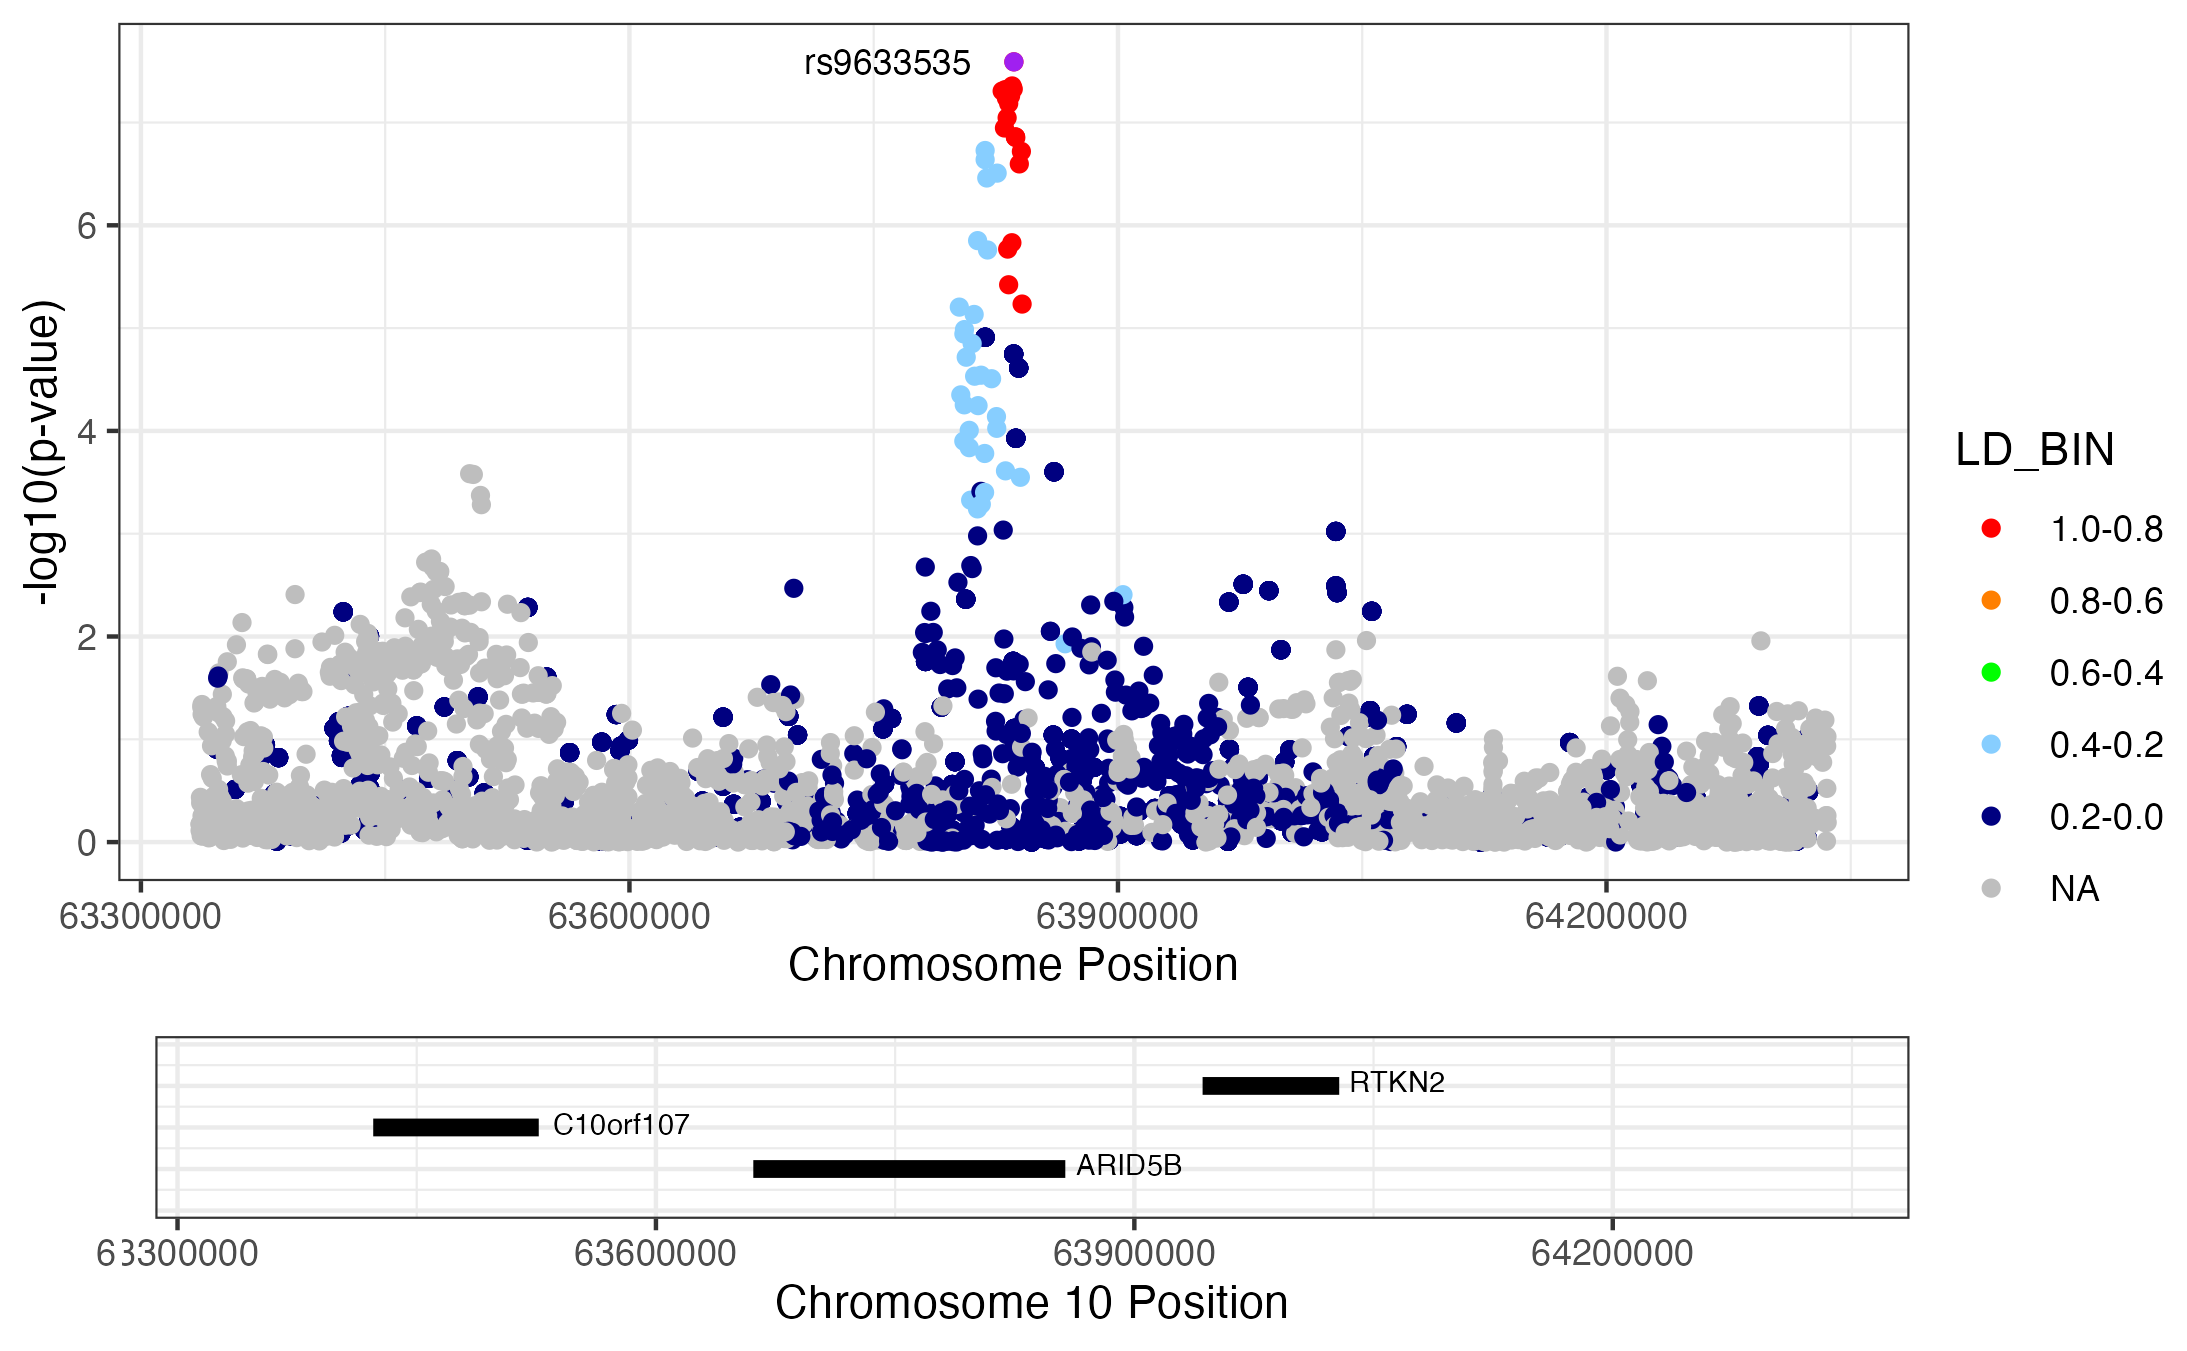 rs9633535
6
4
2
0
-log10(p-value)
63300000 63600000 63900000 64200000
Chromosome Position
LD_BIN
1.0-0.8
0.8-0.6
0.6-0.4
0.4-0.2
0.2-0.0
NA
RTKN2
C10orf107
ARID5B
63300000 63600000 63900000 64200000
Chromosome 10 Position